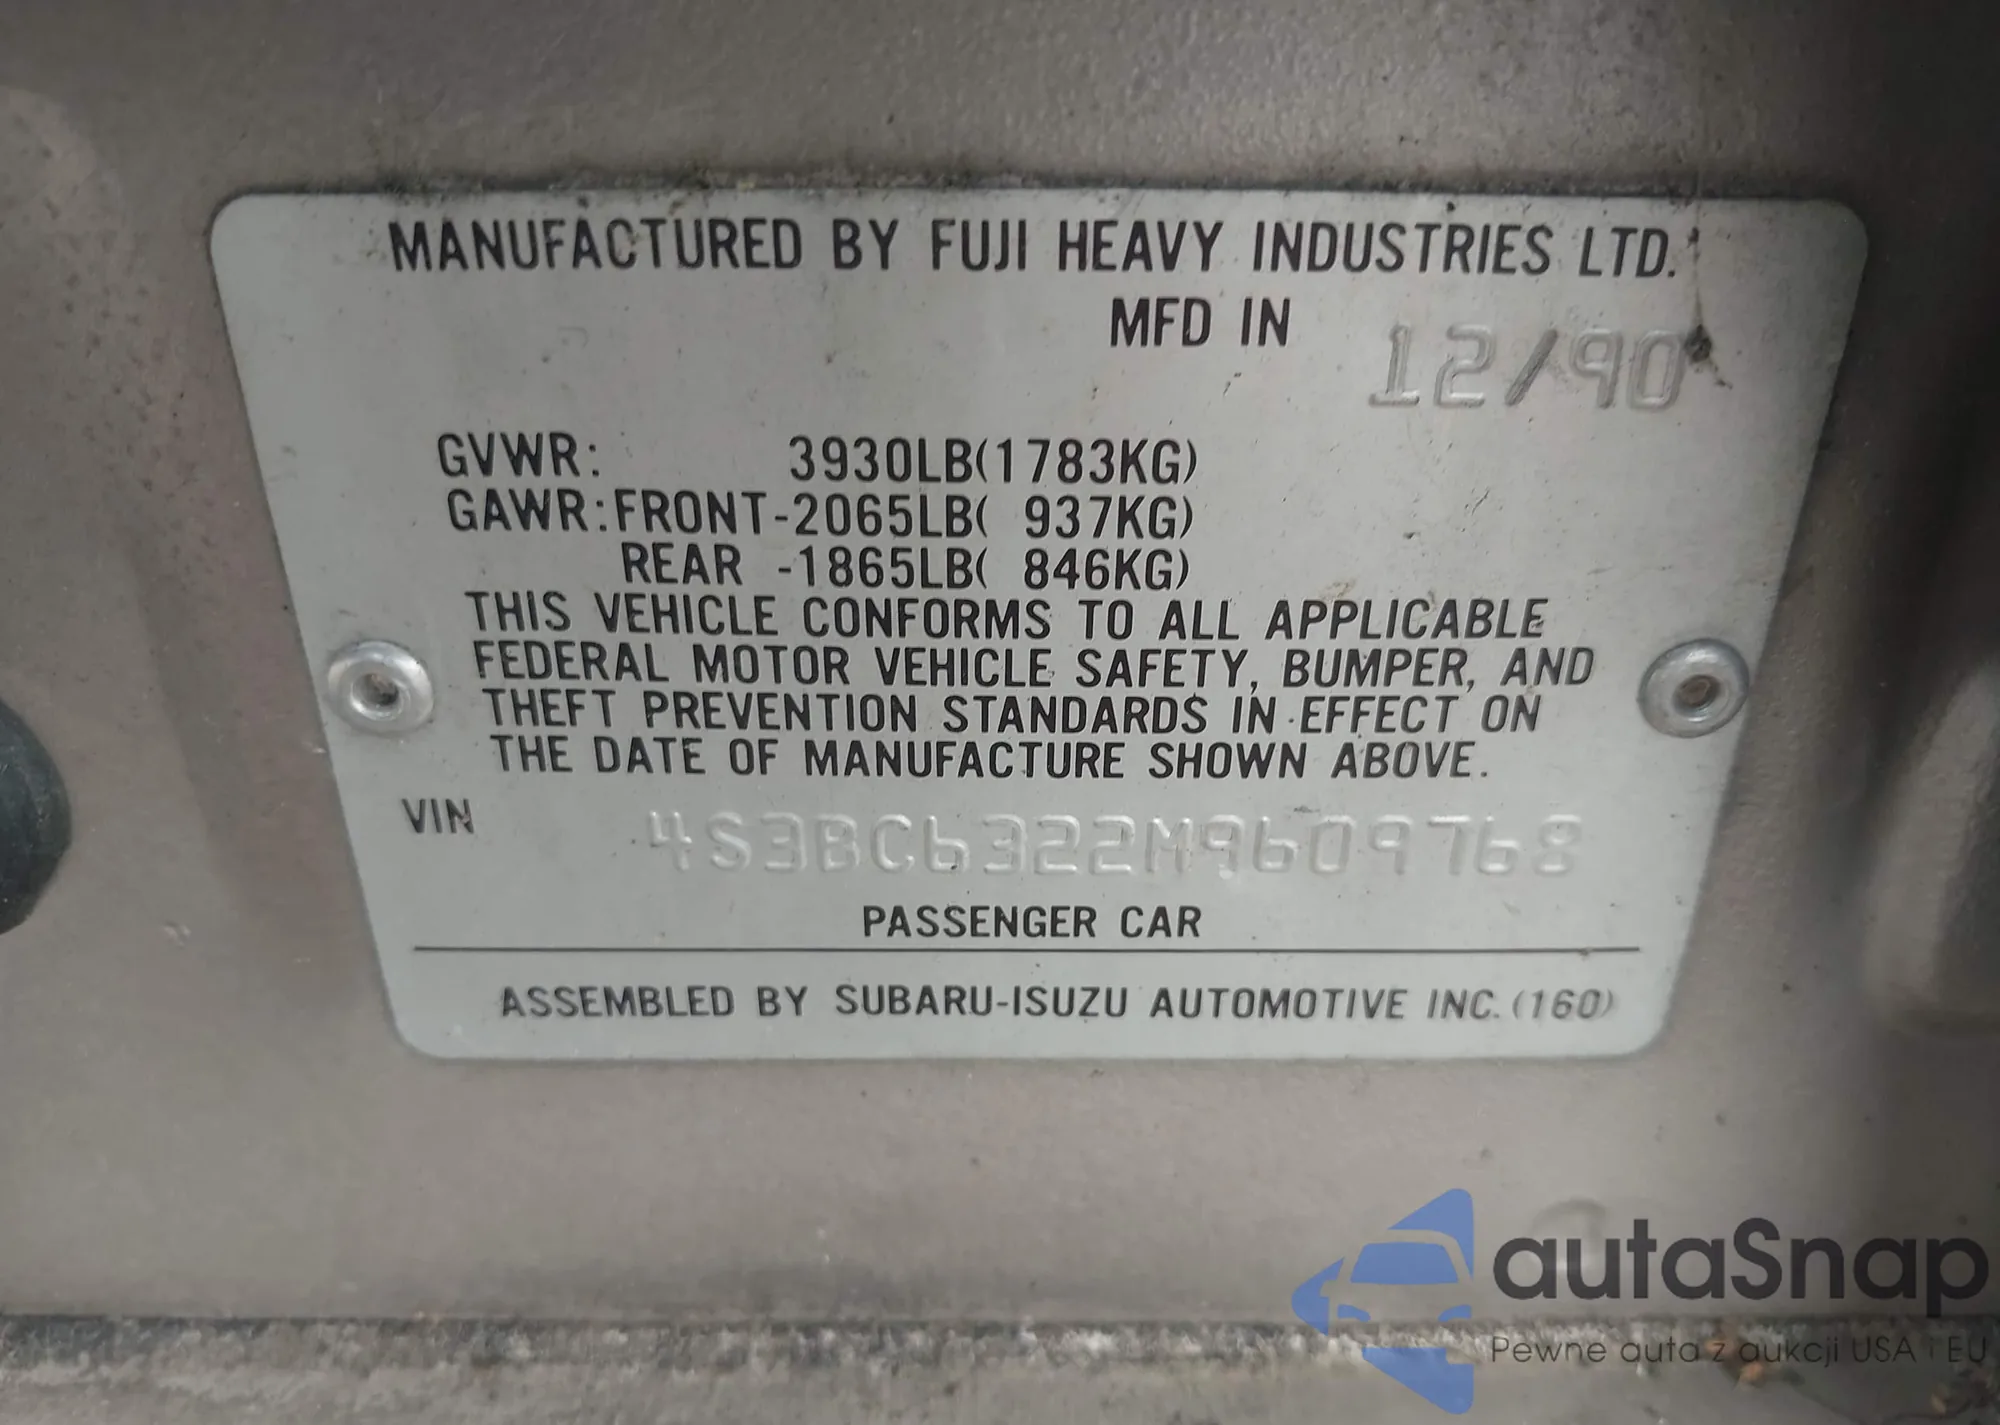 MANUFACTURED BY FUJI HEAVY INDUSTRIES LTD.
MFD IN 12/90
GVWR: 3930LB(1783KG)
GAWR:FRONT-2065LB( 937KG)
REAR -1865LB( 846KG)
THIS VEHICLE CONFORMS TO ALL APPLICABLE
FEDERAL MOTOR VEHICLE SAFETY, BUMPER, AND
THEFT PREVENTION STANDARDS IN EFFECT ON
THE DATE OF MANUFACTURE SHOWN ABOVE.
VIN 4S3BC6322M9609768
PASSENGER CAR
ASSEMBLED BY SUBARU-ISUZU AUTOMOTIVE INC. (160)
autaSnap
Pewne auta z aukcji USA i EU